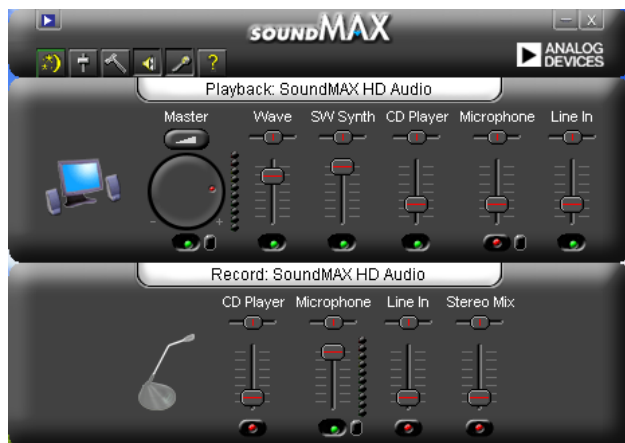 SOUNDMAX
ANALOG
DEVICES
Playback: SoundMAX HD Audio
Master Wave SW Synth CD Player Microphone Line In
- +
Record: SoundMAX HD Audio
CD Player Microphone Line In Stereo Mix